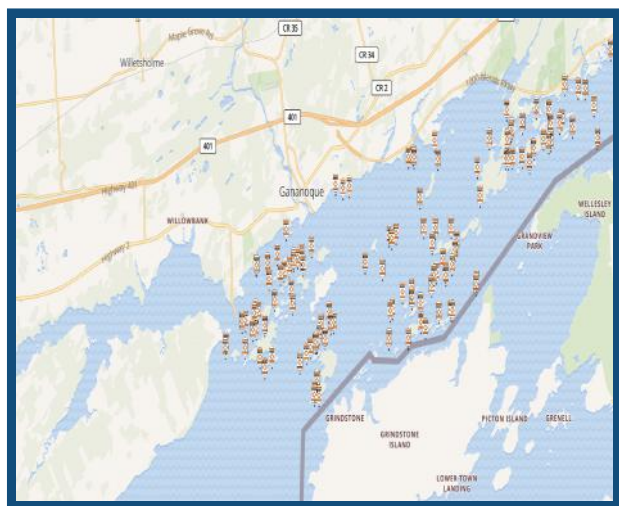 CR 35
Maple Grove Rd
Willetsholme
CR 34
1000 Islands Pkwy
CR 2
401
401
Highway 401
Gananoque
WILLOWBANK
Highway 2
WELLESLEY
ISLAND
GRANDVIEW
PARK
GRINDSTONE
PICTON ISLAND
GRENELL
GRINDSTONE
ISLAND
LOWER TOWN
LANDING